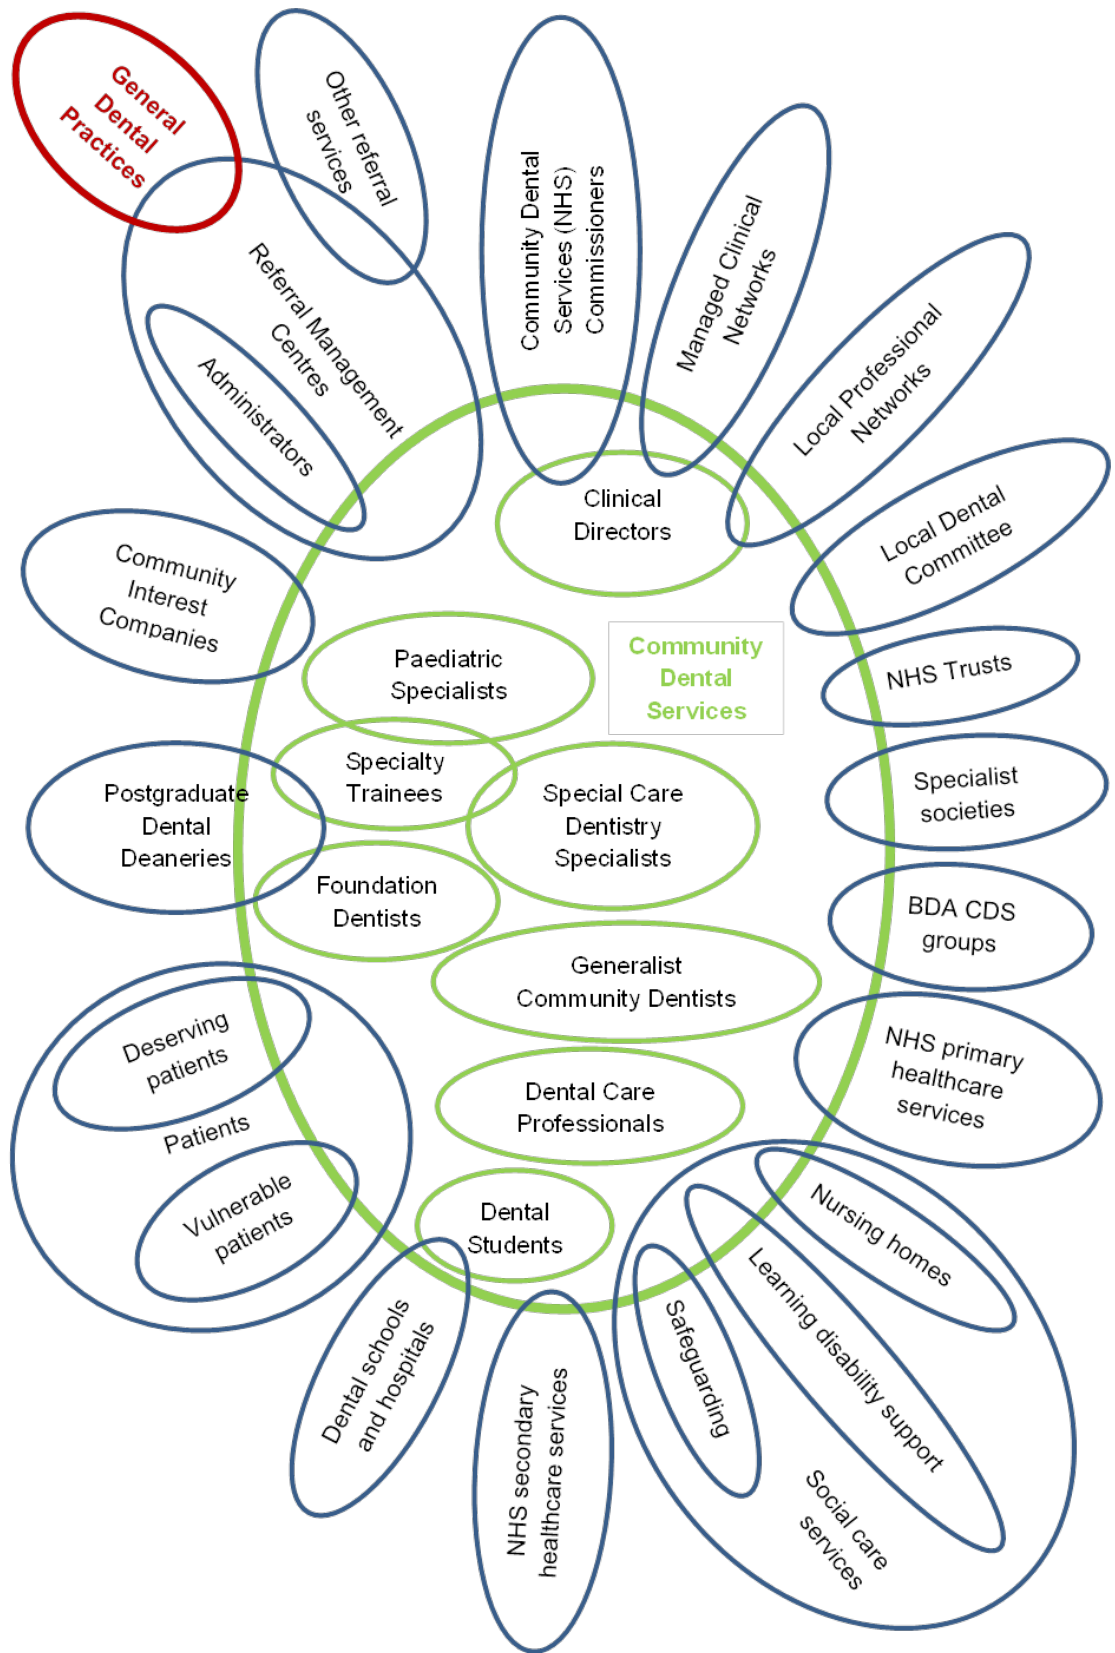 General
Dental
Practices
Other referral
services
Referral Management
Centres
Administrators
Community Dental
Services (NHS)
Commissioners
Managed Clinical
Networks
Local Professional
Networks
Local Dental
Committee
Clinical
Directors
Community
Interest
Companies
Paediatric
Specialists
Community
Dental
Services
NHS Trusts
Specialty
Trainees
Postgraduate
Dental
Deaneries
Special Care
Dentistry
Specialists
Specialist
societies
Foundation
Dentists
BDA CDS
groups
Generalist
Community Dentists
Deserving
patients
Patients
Vulnerable
patients
Dental Care
Professionals
NHS primary
healthcare
services
Dental
Students
Nursing homes
Learning disability support
Safeguarding
Social care
services
Dental schools
and hospitals
NHS secondary
healthcare services